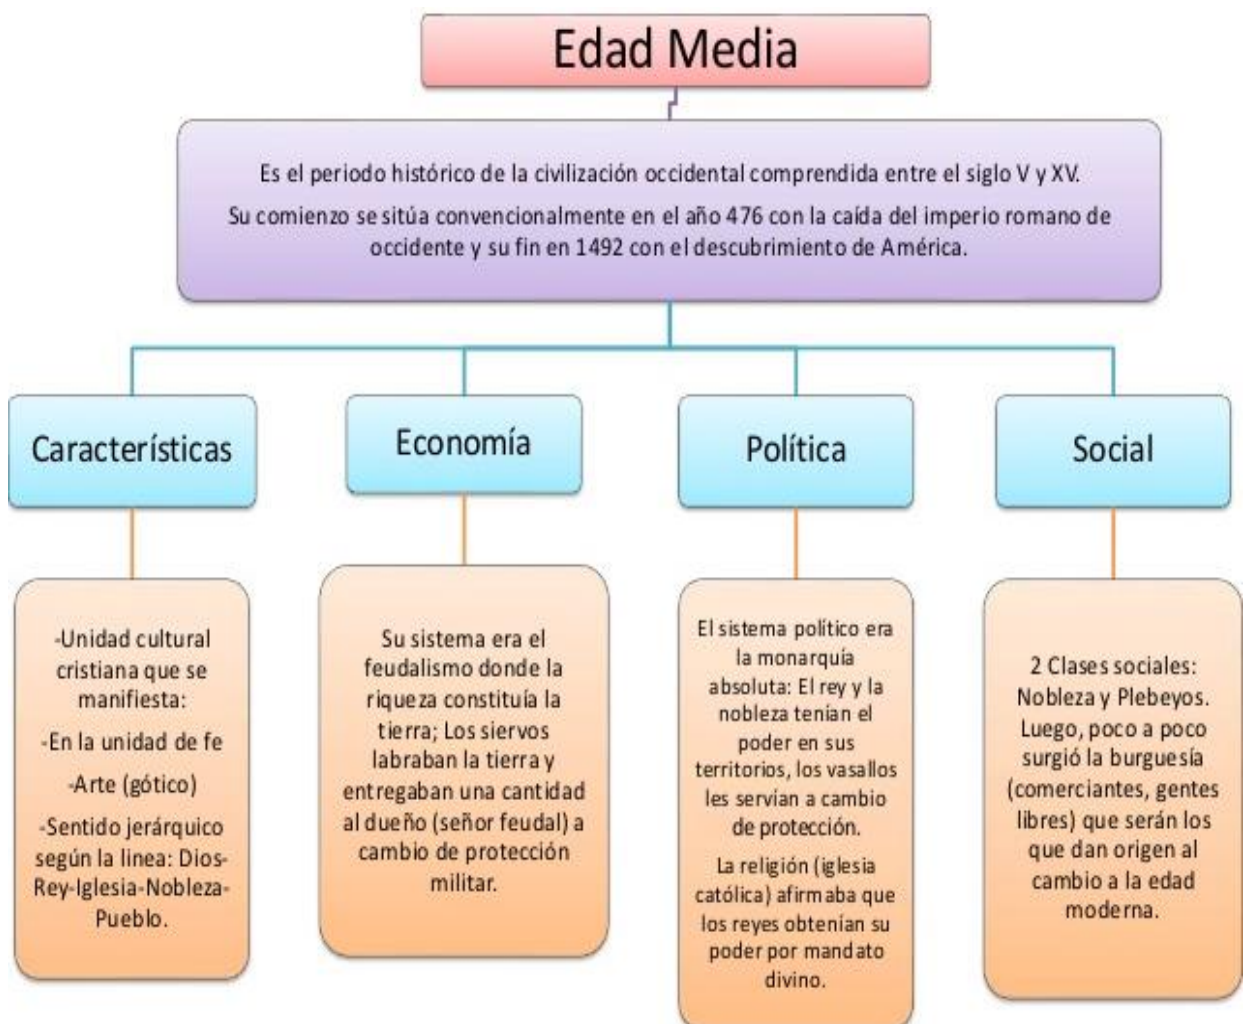 Edad Media
Es el periodo histórico de la civilización occidental comprendida entre el siglo V y XV.
Su comienzo se sitúa convencionalmente en el año 476 con la caída del imperio romano de
occidente y su fin en 1492 con el descubrimiento de América.
Característícas
Economía
Política
Social
-Unidad cultural
cristiana que se
manifiesta:
-En la unidad de fe
-Arte (gótico)
-Sentido jerárquico
según la linea: Dios-
Rey-Iglesia-Nobleza-
Pueblo.
Su sistema era el
feudalismo donde la
riqueza constituía la
tierra; Los siervos
labraban la tierra y
entregaban una cantidad
al dueño (señor feudal) a
cambio de protección
militar.
El sistema político era
la monarquía
absoluta: El rey y la
nobleza tenían el
poder en sus
territorios, los vasallos
les servían a cambio
de protección.
La religión (iglesia
católica) afirmaba que
los reyes obtenían su
poder por mandato
divino.
2 Clases sociales:
Nobleza y Plebeyos.
Luego, poco a poco
surgió la burguesía
(comerciantes, gentes
libres) que serán los
que dan origen al
cambio a la edad
moderna.